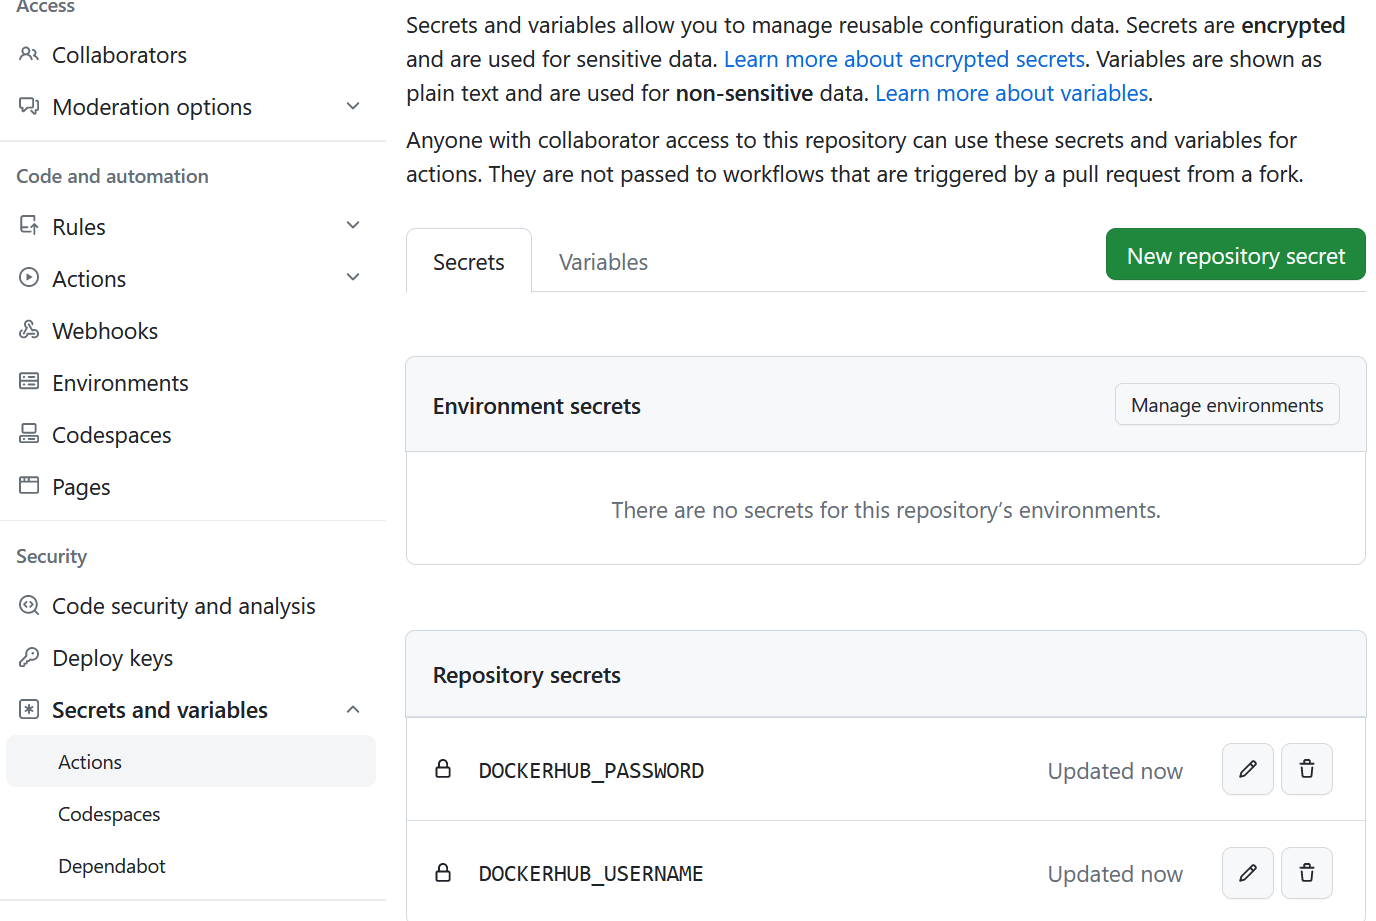 Access
Collaborators
Moderation options
Code and automation
Rules
Actions
Webhooks
Environments
Codespaces
Pages
Security
Code security and analysis
Deploy keys
Secrets and variables
Actions
Codespaces
Dependabot
Secrets and variables allow you to manage reusable configuration data. Secrets are encrypted
and are used for sensitive data. Learn more about encrypted secrets. Variables are shown as
plain text and are used for non-sensitive data. Learn more about variables.
Anyone with collaborator access to this repository can use these secrets and variables for
actions. They are not passed to workflows that are triggered by a pull request from a fork.
Secrets
Variables
New repository secret
Environment secrets
Manage environments
There are no secrets for this repository’s environments.
Repository secrets
DOCKERHUB_PASSWORD
Updated now
DOCKERHUB_USERNAME
Updated now